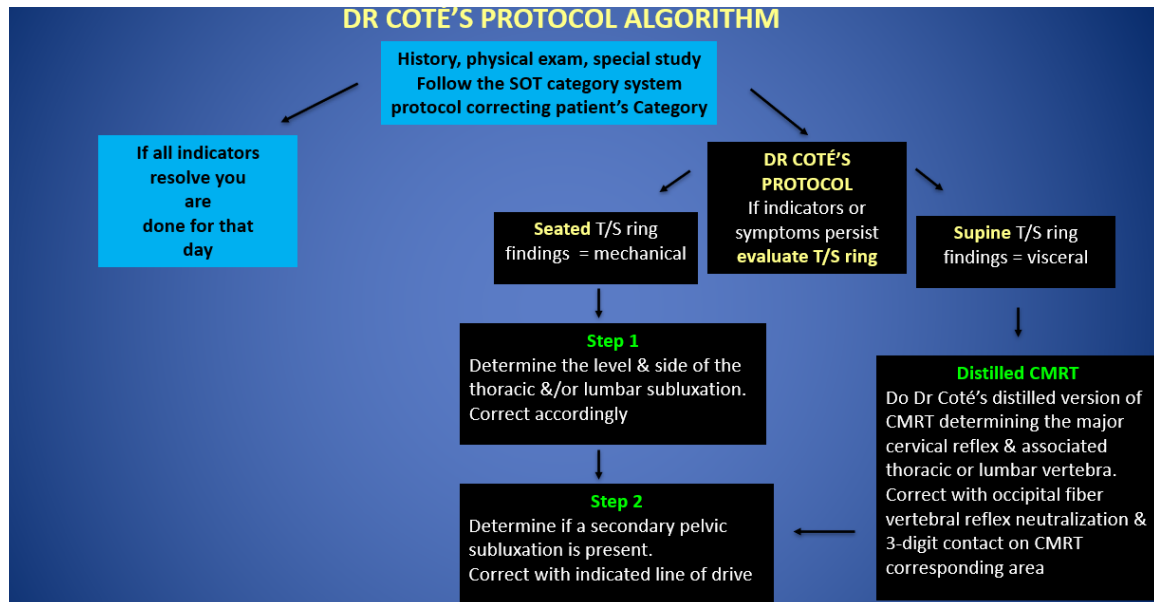 DR COTÉ'S PROTOCOL ALGORITHM
History, physical exam, special study
Follow the SOT category system
protocol correcting patient's Category
If all indicators
resolve you
are
done for that
day
DR COTÉ'S
PROTOCOL
If indicators or
symptoms persist
evaluate T/S ring
Seated T/S ring
findings = mechanical
Supine T/S ring
findings = visceral
Step 1
Determine the level & side of the
thoracic &/or lumbar subluxation.
Correct accordingly
Step 2
Determine if a secondary pelvic
subluxation is present.
Correct with indicated line of drive
Distilled CMRT
Do Dr Coté's distilled version of
CMRT determining the major
cervical reflex & associated
thoracic or lumbar vertebra.
Correct with occipital fiber
vertebral reflex neutralization &
3-digit contact on CMRT
corresponding area